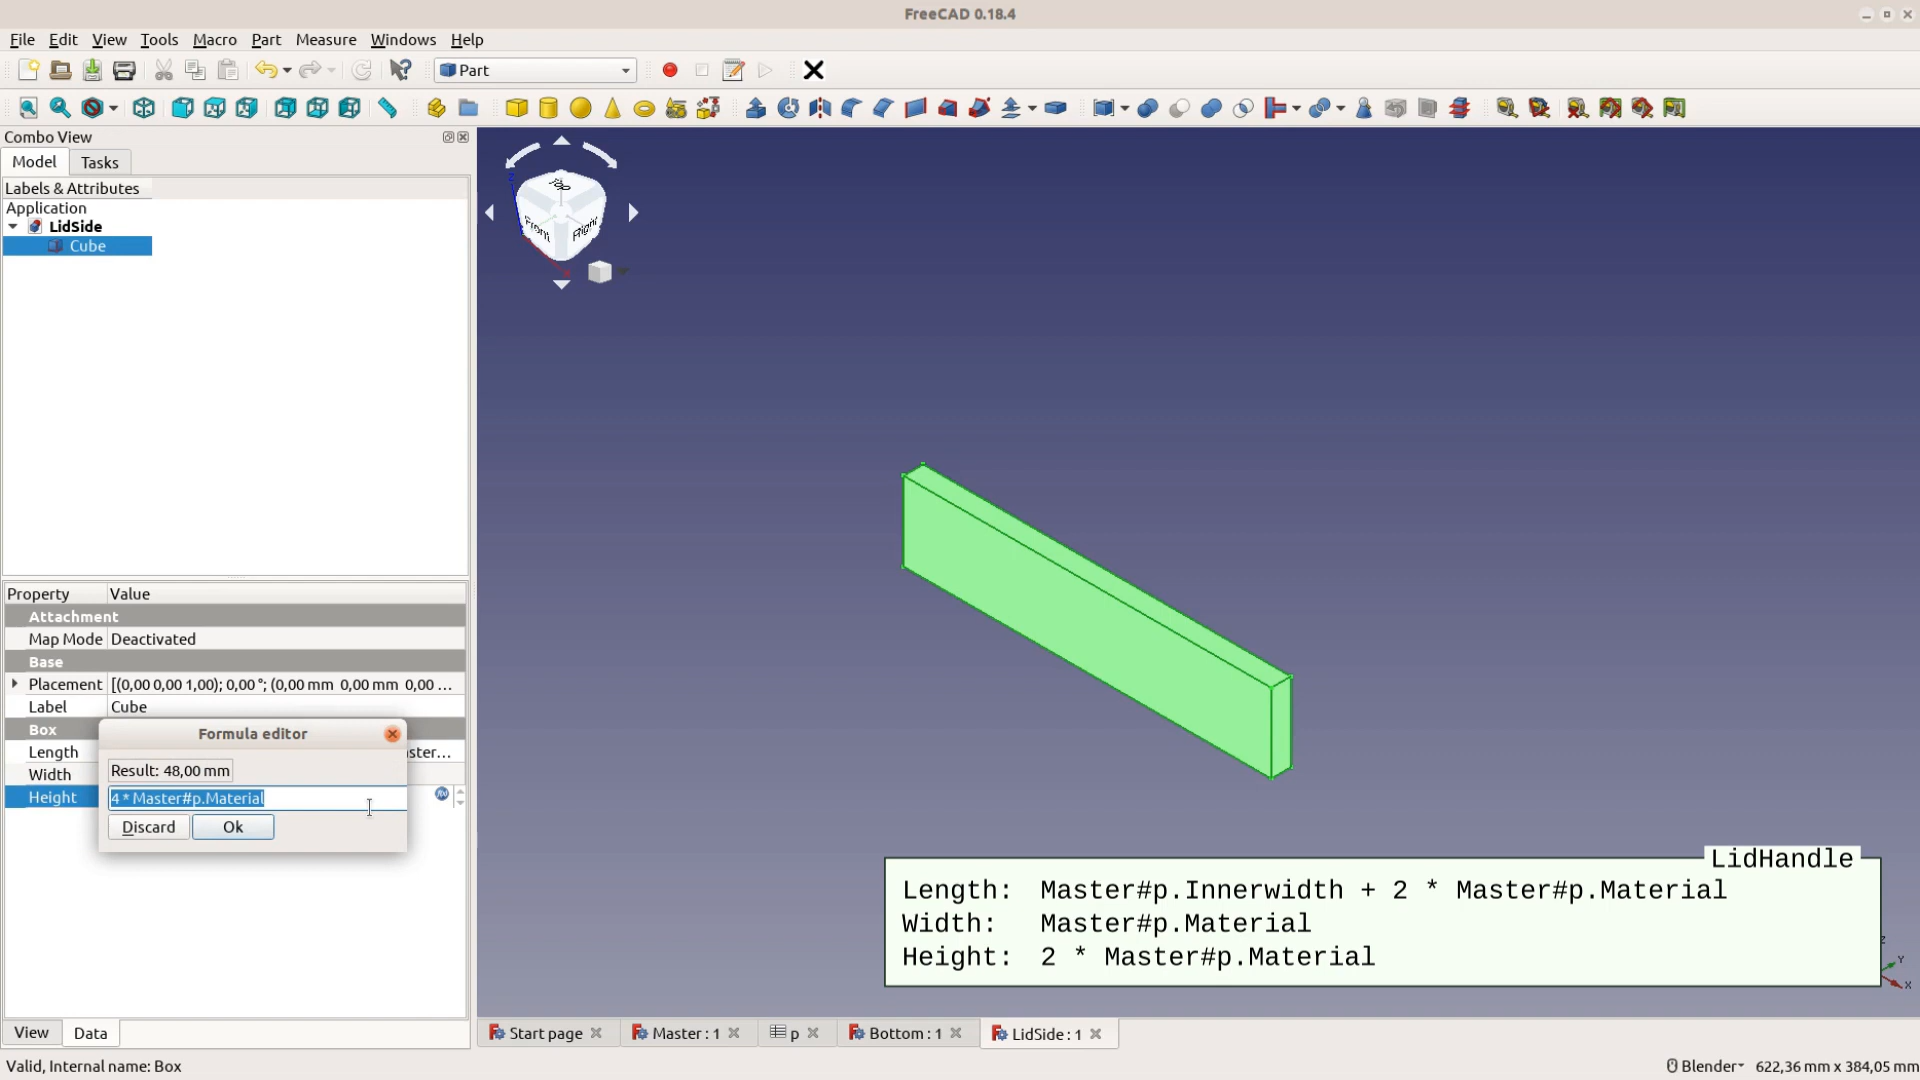 FreeCAD 0.18.4
File Edit View Tools Macro Part Measure Windows Help
Part
Combo View
Model Tasks
Labels & Attributes
Application
LidSide
Cube
Front Right
Property Value
Attachment
Map Mode Deactivated
Base
Placement [(0,00 0,00 1,00); 0,00 °; (0,00 mm 0,00 mm 0,00 ...
Label Cube
Box
Length aster...
Width
Height
Formula editor
Result: 48,00 mm
4 * Master#p.Material
Discard Ok
LidHandle
Length: Master#p.Innerwidth + 2 * Master#p.Material
Width: Master#p.Material
Height: 2 * Master#p.Material
Z
Y
X
View Data
Start page Master : 1 p Bottom : 1 LidSide : 1
Valid, Internal name: Box
Blender 622,36 mm x 384,05 mm